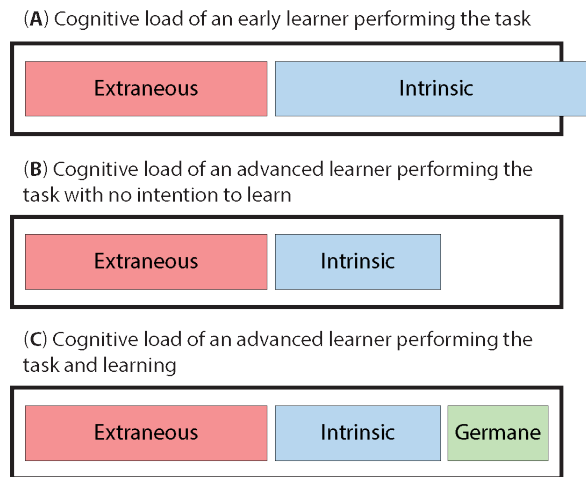 (A) Cognitive load of an early learner performing the task
Extraneous Intrinsic
(B) Cognitive load of an advanced learner performing the
task with no intention to learn
Extraneous Intrinsic
(C) Cognitive load of an advanced learner performing the
task and learning
Extraneous Intrinsic Germane